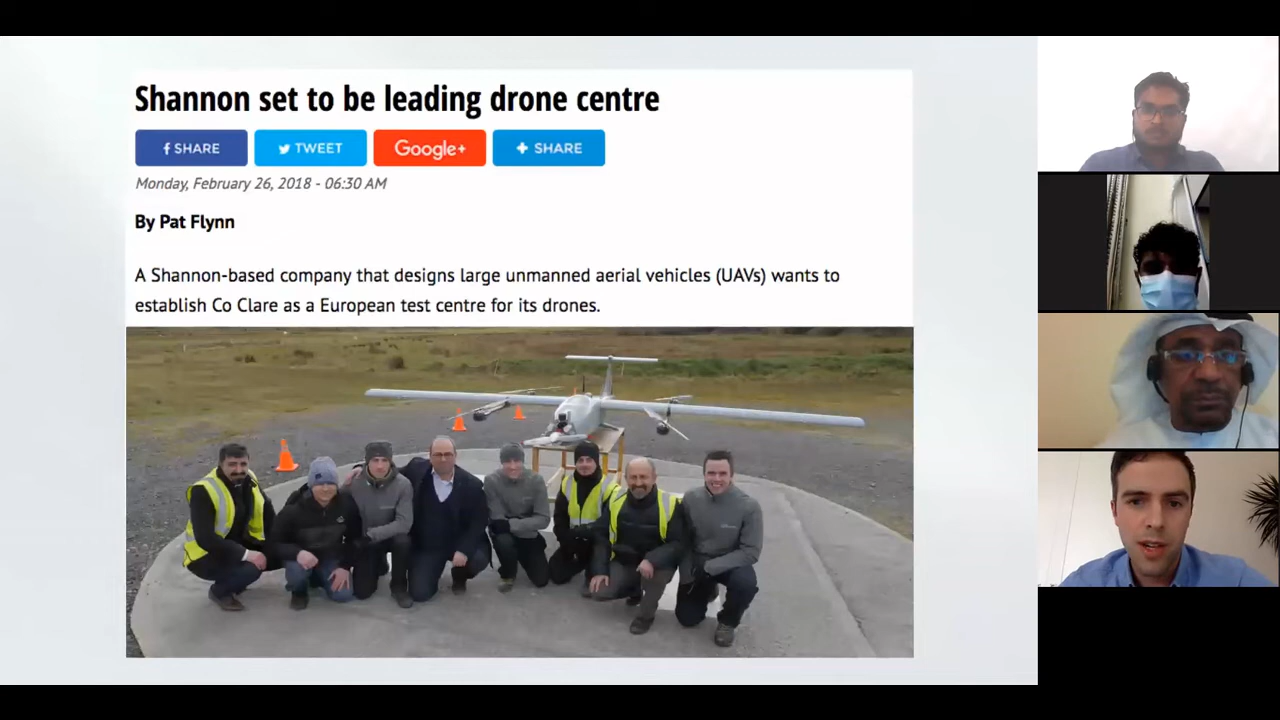 Shannon set to be leading drone centre
SHARE TWEET Google+ SHARE
Monday, February 26, 2018 - 06:30 AM
By Pat Flynn
A Shannon-based company that designs large unmanned aerial vehicles (UAVs) wants to
establish Co Clare as a European test centre for its drones.